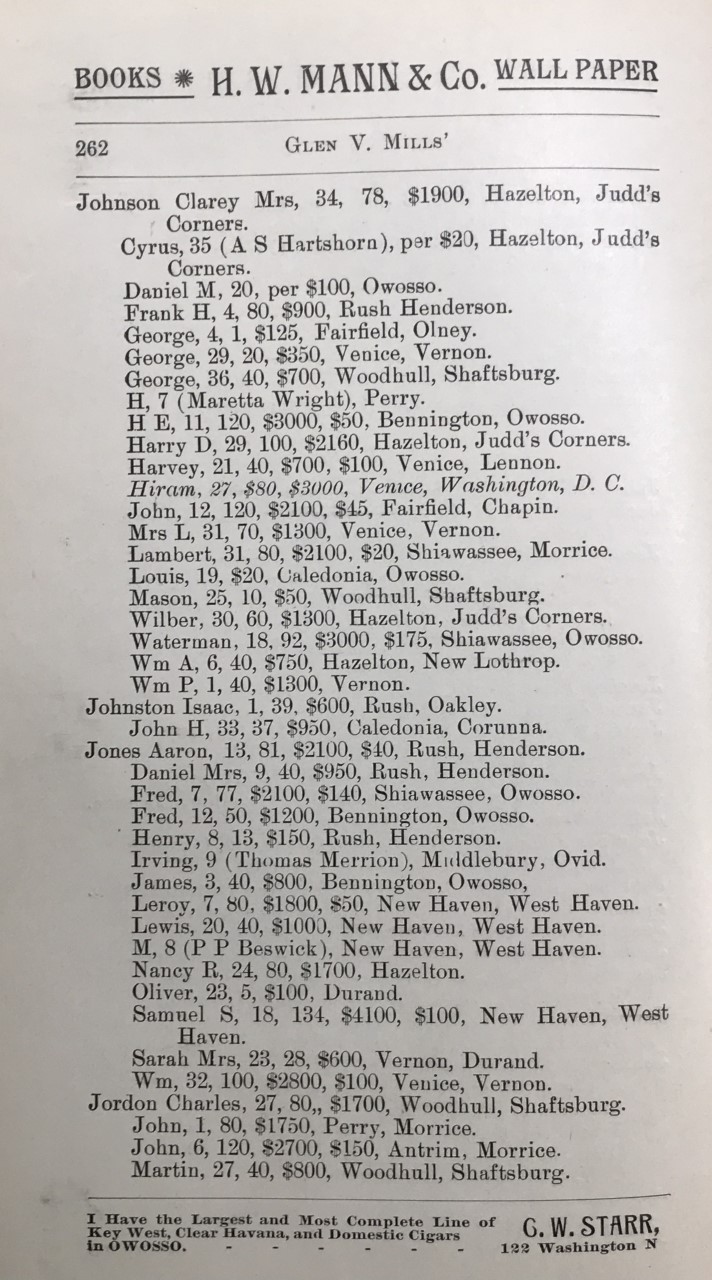 BOOKS ✷ H. W. MANN & Co. WALL PAPER
262 GLEN V. MILLS'
Johnson Clarey Mrs, 34, 78, $1900, Hazelton, Judd's
Corners.
Cyrus, 35 (A S Hartshorn), per $20, Hazelton, Judd's
Corners.
Daniel M, 20, per $100, Owosso.
Frank H, 4, 80, $900, Rush Henderson.
George, 4, 1, $125, Fairfield, Olney.
George, 29, 20, $350, Venice, Vernon.
George, 36, 40, $700, Woodhull, Shaftsburg.
H, 7 (Maretta Wright), Perry.
H E, 11, 120, $3000, $50, Bennington, Owosso.
Harry D, 29, 100, $2160, Hazelton, Judd's Corners.
Harvey, 21, 40, $700, $100, Venice, Lennon.
Hiram, 27, $80, $3000, Venice, Washington, D. C.
John, 12, 120, $2100, $45, Fairfield, Chapin.
Mrs L, 31, 70, $1300, Venice, Vernon.
Lambert, 31, 80, $2100, $20, Shiawassee, Morrice.
Louis, 19, $20, Caledonia, Owosso.
Mason, 25, 10, $50, Woodhull, Shaftsburg.
Wilber, 30, 60, $1300, Hazelton, Judd's Corners.
Waterman, 18, 92, $3000, $175, Shiawassee, Owosso.
Wm A, 6, 40, $750, Hazelton, New Lothrop.
Wm P, 1, 40, $1300, Vernon.
Johnston Isaac, 1, 39, $600, Rush, Oakley.
John H, 33, 37, $950, Caledonia, Corunna.
Jones Aaron, 13, 81, $2100, $40, Rush, Henderson.
Daniel Mrs, 9, 40, $950, Rush, Henderson.
Fred, 7, 77, $2100, $140, Shiawassee, Owosso.
Fred, 12, 50, $1200, Bennington, Owosso.
Henry, 8, 13, $150, Rush, Henderson.
Irving, 9 (Thomas Merrion), Middlebury, Ovid.
James, 3, 40, $800, Bennington, Owosso,
Leroy, 7, 80, $1800, $50, New Haven, West Haven.
Lewis, 20, 40, $1000, New Haven, West Haven.
M, 8 (P P Beswick), New Haven, West Haven.
Nancy R, 24, 80, $1700, Hazelton.
Oliver, 23, 5, $100, Durand.
Samuel S, 18, 134, $4100, $100, New Haven, West
Haven.
Sarah Mrs, 23, 28, $600, Vernon, Durand.
Wm, 32, 100, $2800, $100, Venice, Vernon.
Jordon Charles, 27, 80,, $1700, Woodhull, Shaftsburg.
John, 1, 80, $1750, Perry, Morrice.
John, 6, 120, $2700, $150, Antrim, Morrice.
Martin, 27, 40, $800, Woodhull, Shaftsburg.
I Have the Largest and Most Complete Line of
Key West, Clear Havana, and Domestic Cigars
in OWOSSO. - - - - - -
G. W. STARR,
122 Washington N